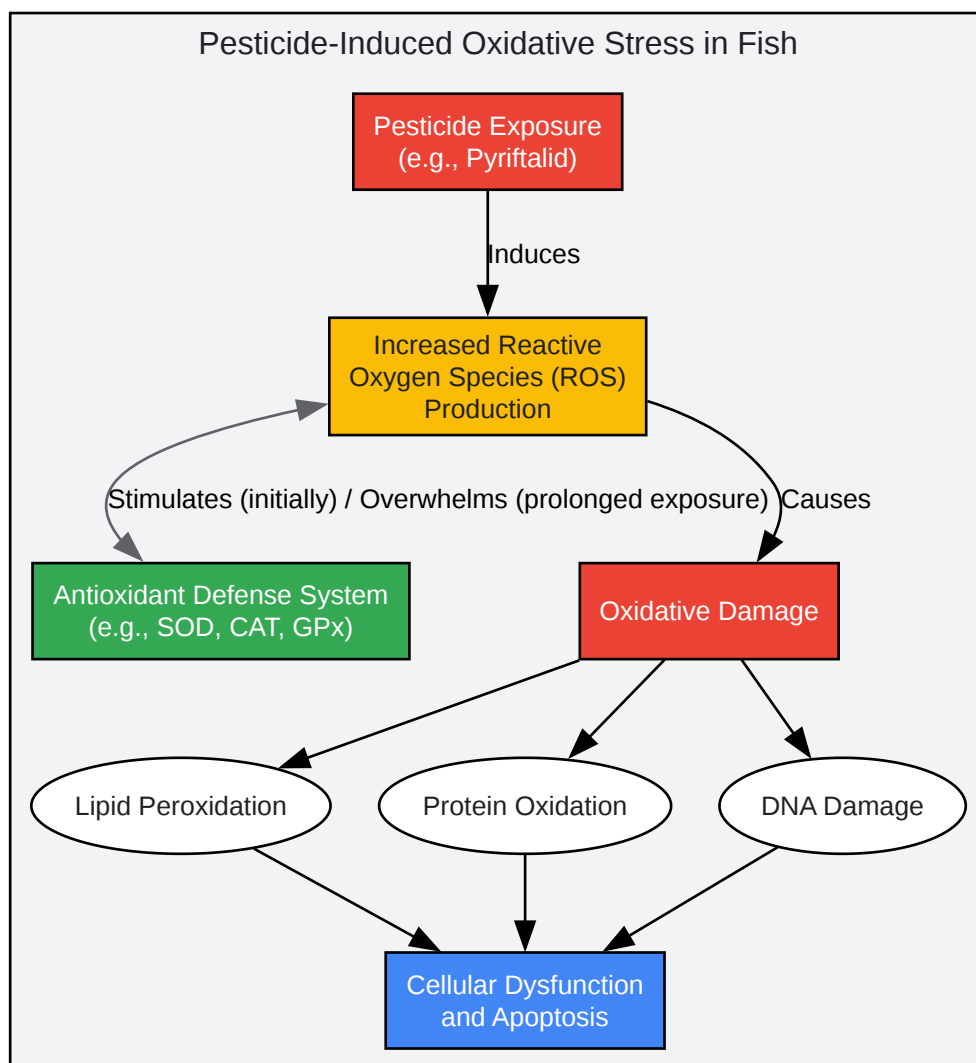 Pesticide-Induced Oxidative Stress in Fish
Pesticide Exposure
(e.g., Pyriftalid)
Induces
Increased Reactive
Oxygen Species (ROS)
Production
Stimulates (initially) / Overwhelms (prolonged exposure)
Causes
Antioxidant Defense System
(e.g., SOD, CAT, GPx)
Oxidative Damage
Lipid Peroxidation
Protein Oxidation
DNA Damage
Cellular Dysfunction
and Apoptosis